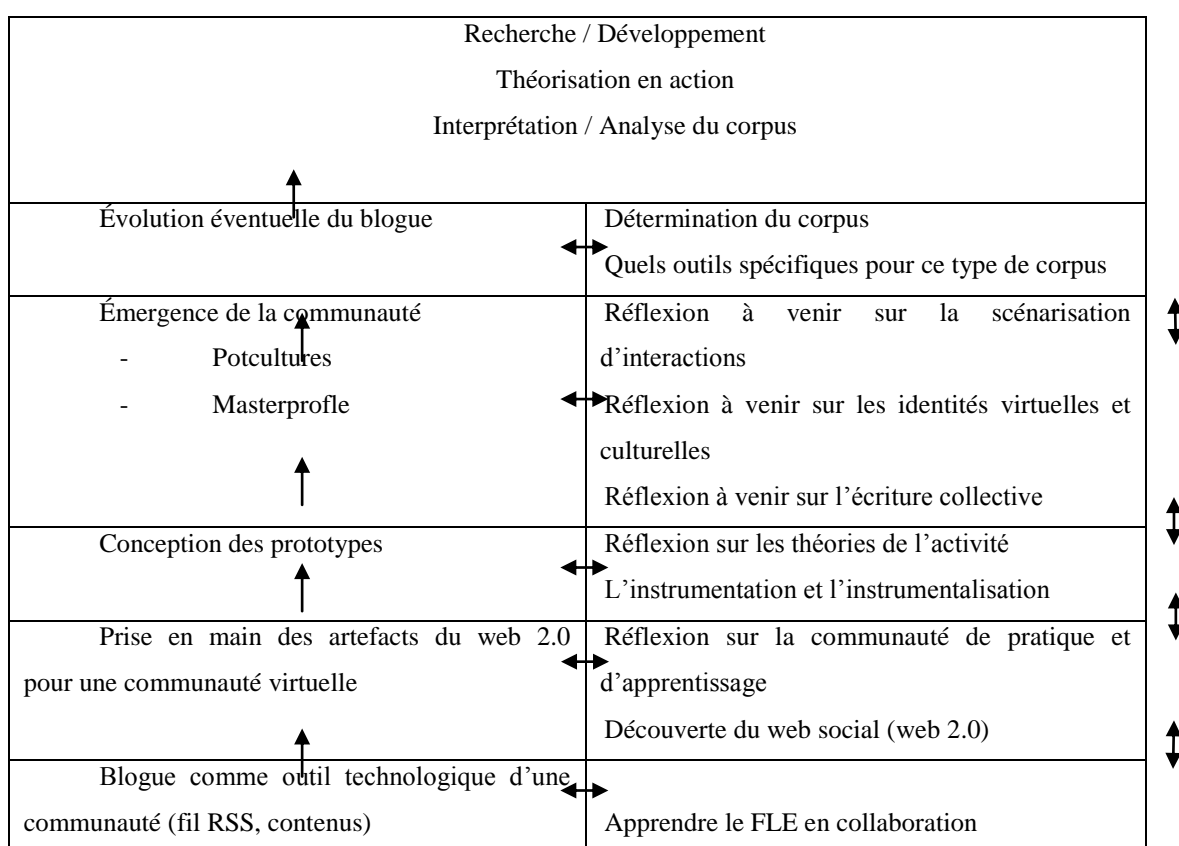 Recherche / Développement
Théorisation en action
Interprétation / Analyse du corpus
Évolution éventuelle du blogue
Détermination du corpus
Quels outils spécifiques pour ce type de corpus
Émergence de la communauté
- Potcultures
- Masterprofle
Réflexion à venir sur la scénarisation
d’interactions
Réflexion à venir sur les identités virtuelles et
culturelles
Réflexion à venir sur l’écriture collective
Conception des prototypes
Réflexion sur les théories de l’activité
L’instrumentation et l’instrumentalisation
Prise en main des artefacts du web 2.0
pour une communauté virtuelle
Réflexion sur la communauté de pratique et
d’apprentissage
Découverte du web social (web 2.0)
Blogue comme outil technologique d’une
communauté (fil RSS, contenus)
Apprendre le FLE en collaboration